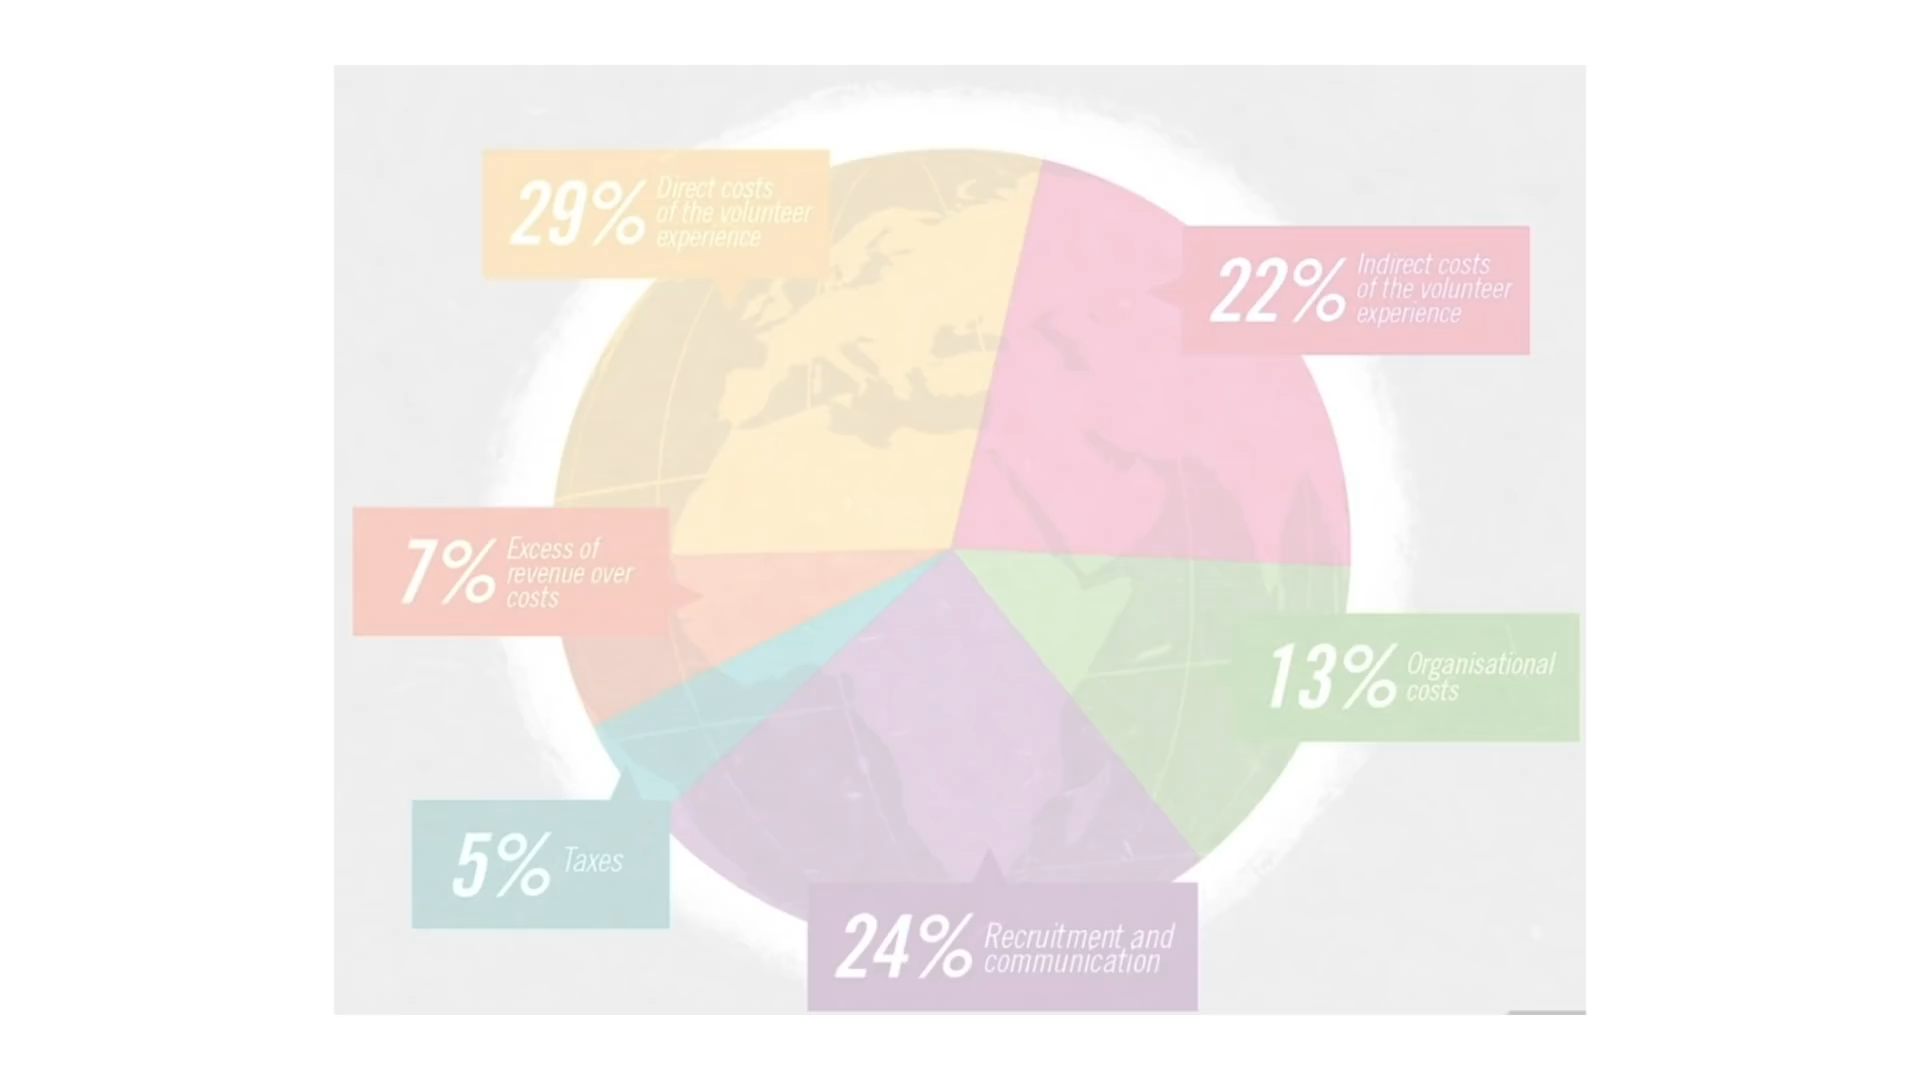 29%
Direct costs
of the volunteer
experience
22%
Indirect costs
of the volunteer
experience
7%
Excess of
revenue over
costs
13%
Organisational
costs
5%
Taxes
24%
Recruitment and
communication